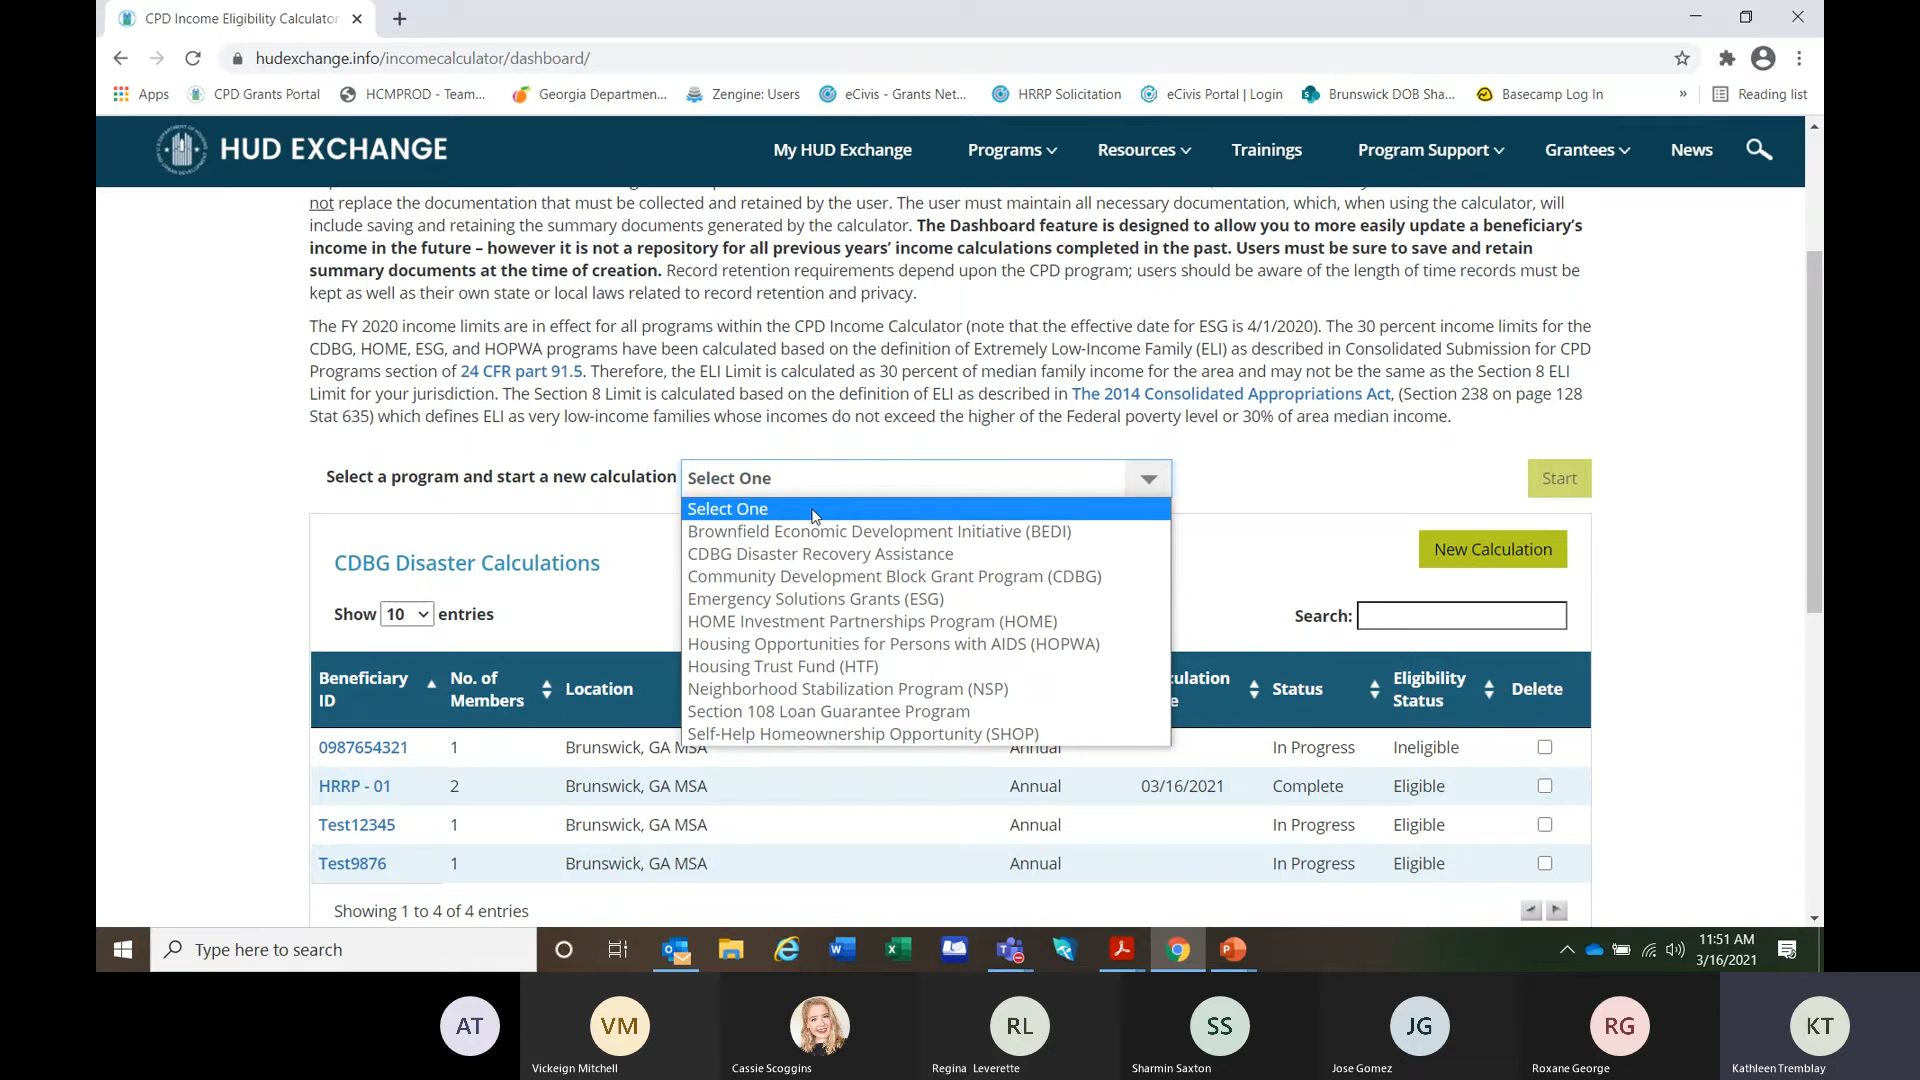 CPD Income Eligibility Calculator
hudexchange.info/incomecalculator/dashboard/
Apps CPD Grants Portal HCMPROD - Team... Georgia Departmen... Zengine: Users eCivis - Grants Net... HRRP Solicitation eCivis Portal | Login Brunswick DOB Sha... Basecamp Log In » Reading list
HUD EXCHANGE My HUD Exchange Programs Resources Trainings Program Support Grantees News
not replace the documentation that must be collected and retained by the user. The user must maintain all necessary documentation, which, when using the calculator, will
include saving and retaining the summary documents generated by the calculator. The Dashboard feature is designed to allow you to more easily update a beneficiary's
income in the future – however it is not a repository for all previous years' income calculations completed in the past. Users must be sure to save and retain
summary documents at the time of creation. Record retention requirements depend upon the CPD program; users should be aware of the length of time records must be
kept as well as their own state or local laws related to record retention and privacy.
The FY 2020 income limits are in effect for all programs within the CPD Income Calculator (note that the effective date for ESG is 4/1/2020). The 30 percent income limits for the
CDBG, HOME, ESG, and HOPWA programs have been calculated based on the definition of Extremely Low-Income Family (ELI) as described in Consolidated Submission for CPD
Programs section of 24 CFR part 91.5. Therefore, the ELI Limit is calculated as 30 percent of median family income for the area and may not be the same as the Section 8 ELI
Limit for your jurisdiction. The Section 8 Limit is calculated based on the definition of ELI as described in The 2014 Consolidated Appropriations Act, (Section 238 on page 128
Stat 635) which defines ELI as very low-income families whose incomes do not exceed the higher of the Federal poverty level or 30% of area median income.
Select a program and start a new calculation Select One Start
Select One
Brownfield Economic Development Initiative (BEDI)
CDBG Disaster Recovery Assistance
Community Development Block Grant Program (CDBG)
Emergency Solutions Grants (ESG)
HOME Investment Partnerships Program (HOME)
Housing Opportunities for Persons with AIDS (HOPWA)
Housing Trust Fund (HTF)
Neighborhood Stabilization Program (NSP)
Section 108 Loan Guarantee Program
Self-Help Homeownership Opportunity (SHOP)
CDBG Disaster Calculations New Calculation
Show 10 entries Search:
Beneficiary ID No. of Members Location Status Eligibility Status Delete
0987654321 1 Brunswick, GA MSA Annual In Progress Ineligible
HRRP - 01 2 Brunswick, GA MSA Annual 03/16/2021 Complete Eligible
Test12345 1 Brunswick, GA MSA Annual In Progress Eligible
Test9876 1 Brunswick, GA MSA Annual In Progress Eligible
Showing 1 to 4 of 4 entries
Type here to search
11:51 AM
3/16/2021
AT VM RL SS JG RG KT
Vickeign Mitchell Cassie Scoggins Regina Leverette Sharmin Saxton Jose Gomez Roxane George Kathleen Tremblay